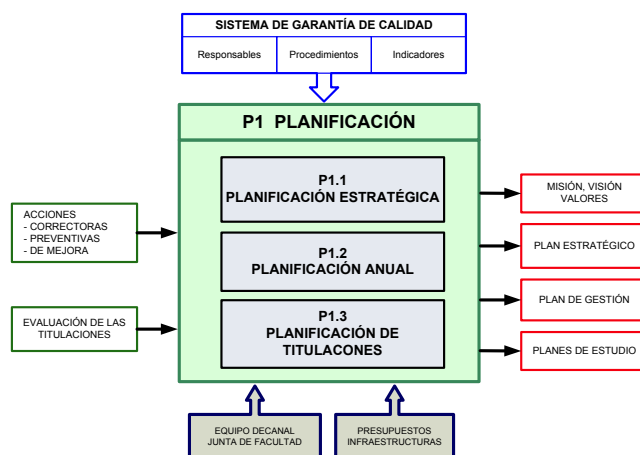 SISTEMA DE GARANTÍA DE CALIDAD
Responsables
Procedimientos
Indicadores
P1 PLANIFICACIÓN
P1.1
PLANIFICACIÓN ESTRATÉGICA
P1.2
PLANIFICACIÓN ANUAL
P1.3
PLANIFICACIÓN DE
TITULACONES
ACCIONES
- CORRECTORAS
- PREVENTIVAS
- DE MEJORA
EVALUACIÓN DE LAS
TITULACIONES
MISIÓN, VISIÓN
VALORES
PLAN ESTRATÉGICO
PLAN DE GESTIÓN
PLANES DE ESTUDIO
EQUIPO DECANAL
JUNTA DE FACULTAD
PRESUPUESTOS
INFRAESTRUCTURAS